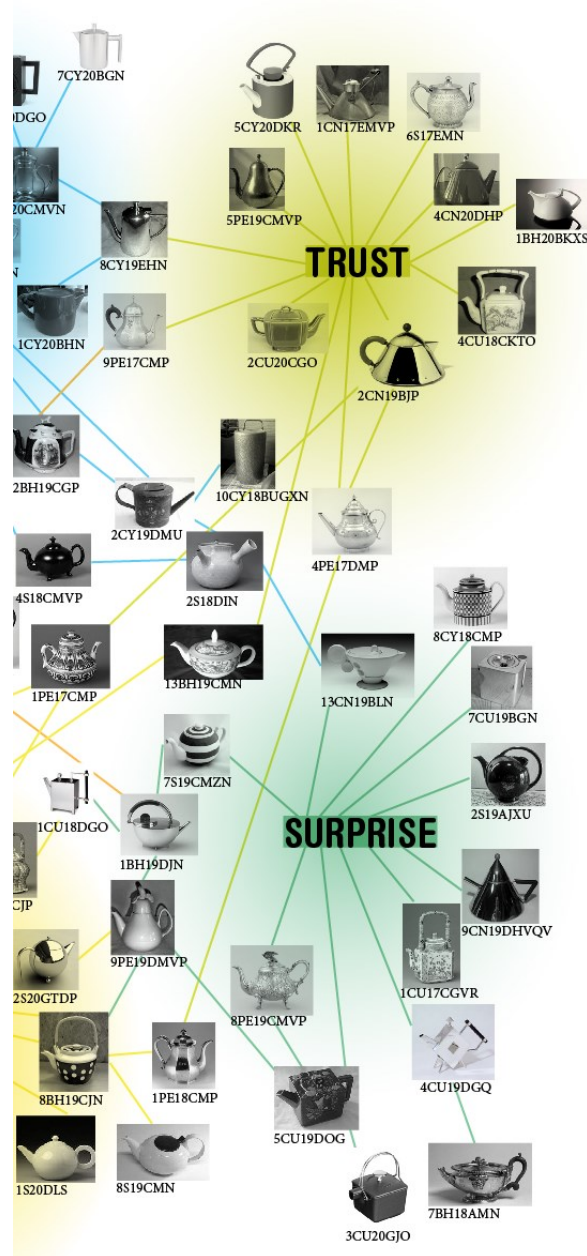 7CY20BGN
5CY20DKR
1CN17EMVP
6S17EMN
0DGO
20CMVN
5PE19CMVP
4CN20DHP
1BH20BKXS
N
8CY19EHN
TRUST
1CY20BHN
9PE17CMP
2CU20CGO
4CU18CKTO
2CN19BJP
2BH19CGP
10CY18BUGXN
2CY19DMU
4PE17DMP
4S18CMVP
2S18DIN
8CY18CMP
1PE17CMP
13BH19CMN
13CN19BLN
7CU19BGN
7S19CMZN
2S19AJXU
1CU18DGO
1BH19DJN
SURPRISE
CJP
9CN19DHVQV
9PE19DMVP
1CU17CGVR
2S20GTDP
8PE19CMVP
8BH19CJN
1PE18CMP
4CU19DGQ
5CU19DOG
1S20DLS
8S19CMN
3CU20GJO
7BH18AMN